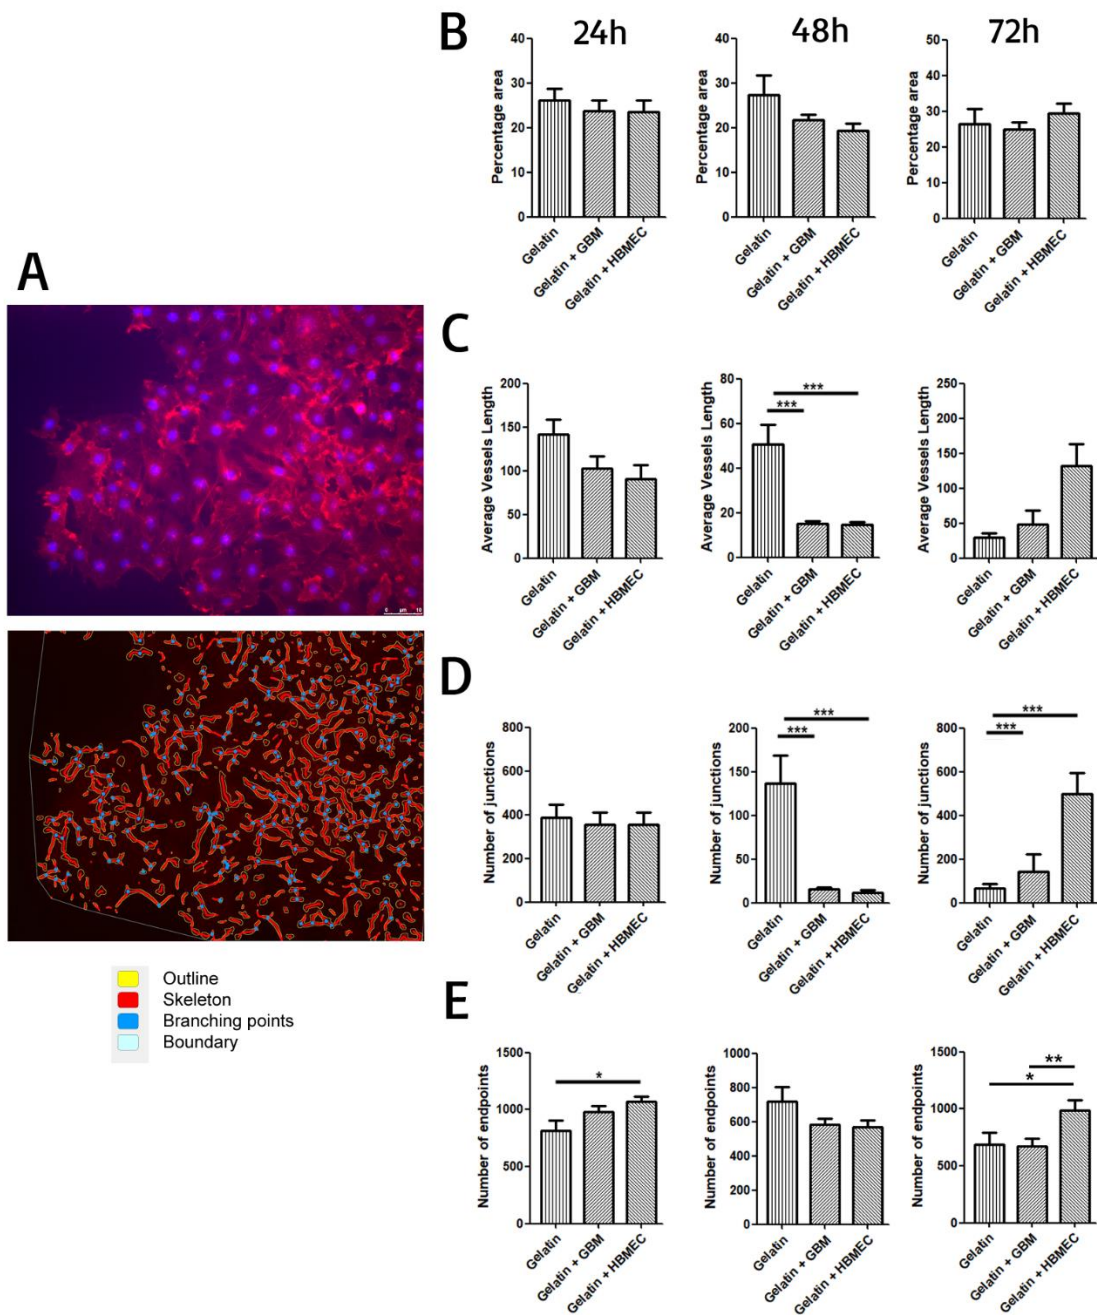 B
24h
48h
72h
Percentage area
40
30
20
10
0
Gelatin
Gelatin + GBM
Gelatin + HBMEC
Percentage area
40
30
20
10
0
Gelatin
Gelatin + GBM
Gelatin + HBMEC
Percentage area
50
40
30
20
10
0
Gelatin
Gelatin + GBM
Gelatin + HBMEC
A
0 µm 10
Outline
Skeleton
Branching points
Boundary
C
Average Vessels Length
200
150
100
50
0
Gelatin
Gelatin + GBM
Gelatin + HBMEC
Average Vessels Length
80
60
40
20
0
***
***
Gelatin
Gelatin + GBM
Gelatin + HBMEC
Average Vessels Length
250
200
150
100
50
0
Gelatin
Gelatin + GBM
Gelatin + HBMEC
D
Number of junctions
800
600
400
200
0
Gelatin
Gelatin + GBM
Gelatin + HBMEC
Number of junctions
200
150
100
50
0
***
***
Gelatin
Gelatin + GBM
Gelatin + HBMEC
Number of junctions
800
600
400
200
0
***
***
Gelatin
Gelatin + GBM
Gelatin + HBMEC
E
Number of endpoints
1500
1000
500
0
*
Gelatin
Gelatin + GBM
Gelatin + HBMEC
Number of endpoints
1000
800
600
400
200
0
Gelatin
Gelatin + GBM
Gelatin + HBMEC
Number of endpoints
1500
1000
500
0
**
*
Gelatin
Gelatin + GBM
Gelatin + HBMEC